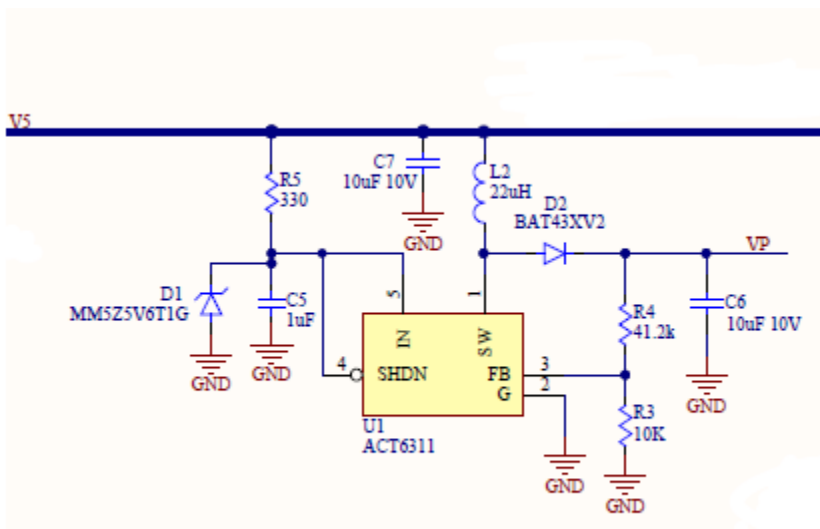 V5
R5
330
C7
10uF 10V
GND
L2
22uH
D2
BAT43XV2
VP
D1
MM5Z5V6T1G
GND
C5
1uF
GND
5
1
IN
SW
4
SHDN
FB
3
G
2
U1
ACT6311
GND
R4
41.2k
C6
10uF 10V
GND
R3
10K
GND